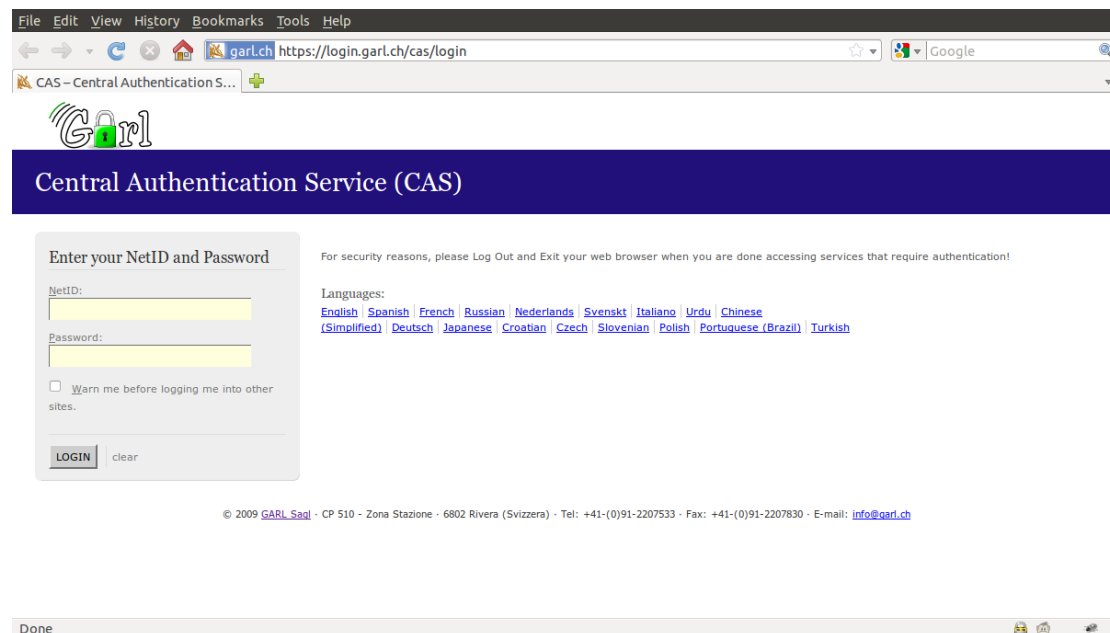 File Edit View History Bookmarks Tools Help
garl.ch https://login.garl.ch/cas/login
Google
CAS – Central Authentication S...
Garl
Central Authentication Service (CAS)
Enter your NetID and Password
NetID:
Password:
Warn me before logging me into other
sites.
LOGIN clear
For security reasons, please Log Out and Exit your web browser when you are done accessing services that require authentication!
Languages:
English Spanish French Russian Nederlands Svenskt Italiano Urdu Chinese
(Simplified) Deutsch Japanese Croatian Czech Slovenian Polish Portuguese (Brazil) Turkish
© 2009 GARL Sagl · CP 510 - Zona Stazione · 6802 Rivera (Svizzera) · Tel: +41-(0)91-2207533 · Fax: +41-(0)91-2207830 · E-mail: info@garl.ch
Done